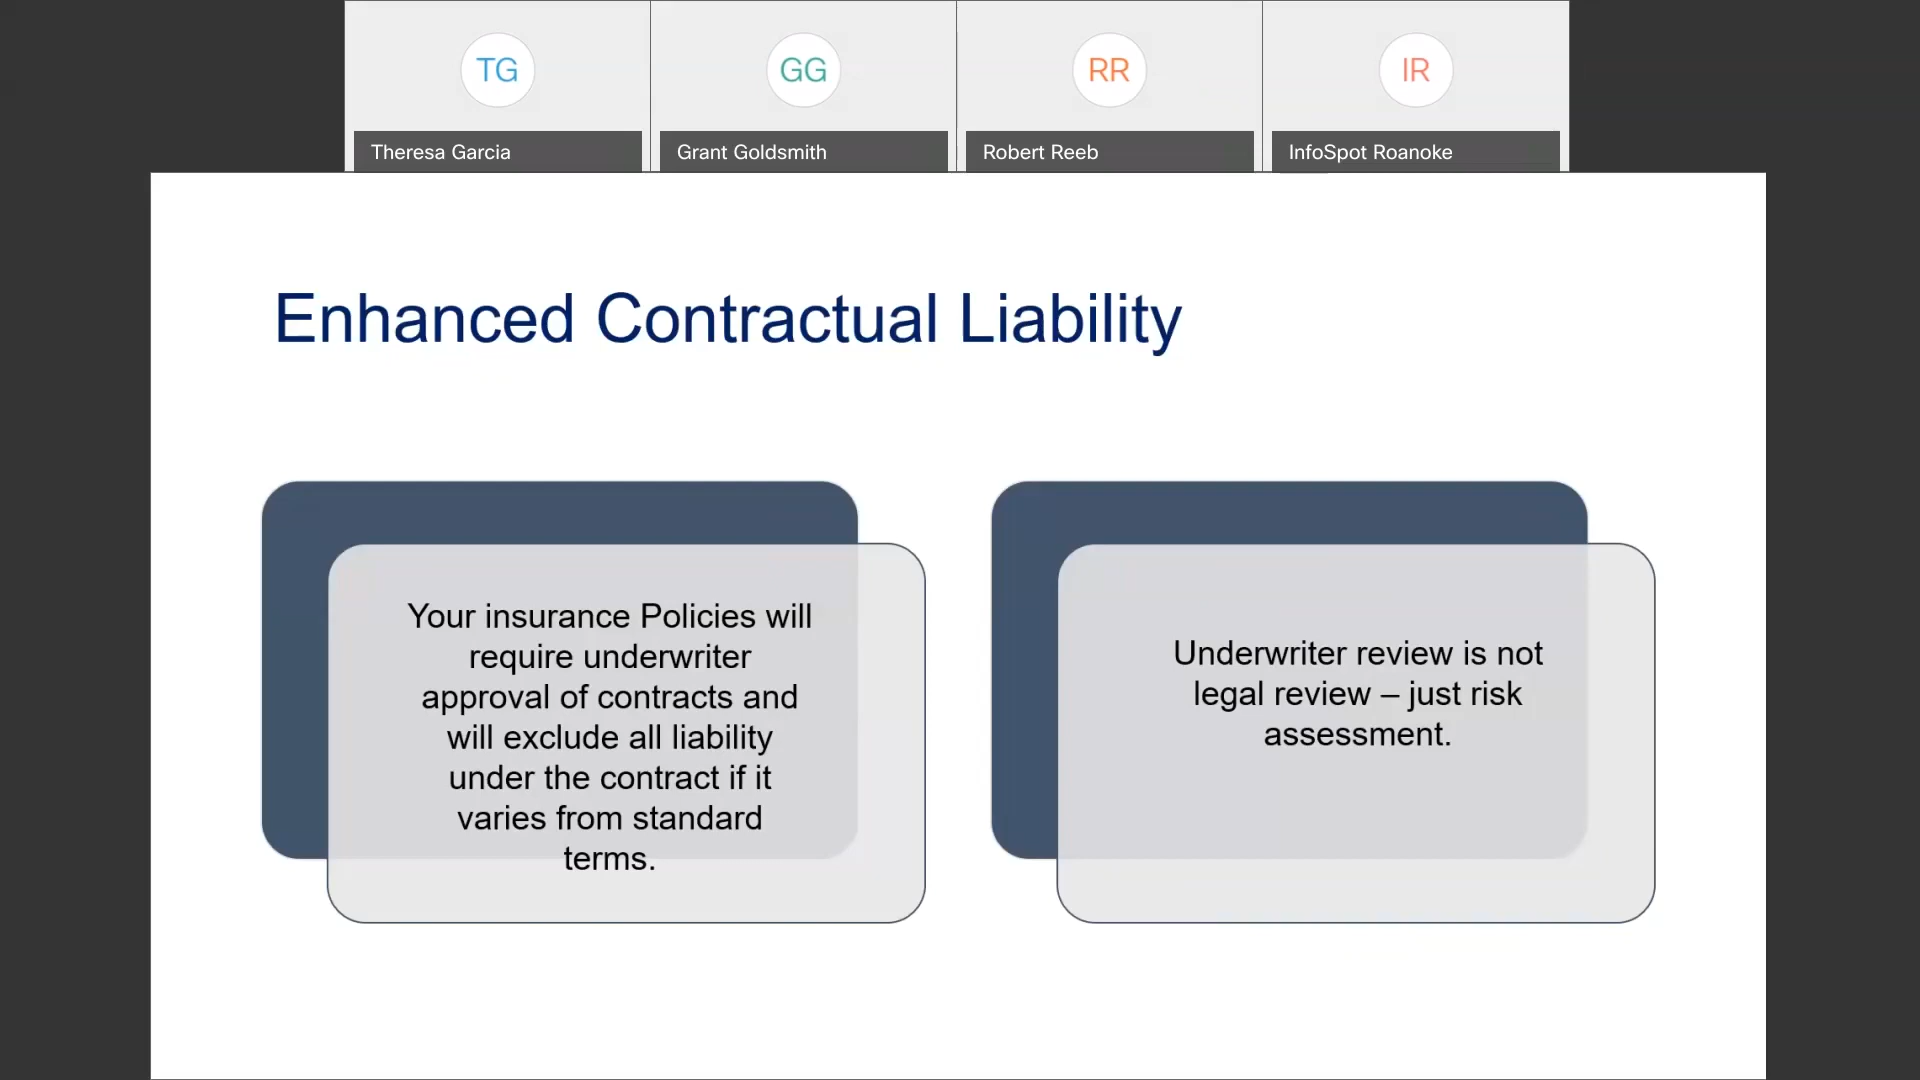 TG
GG
RR
IR
Theresa Garcia
Grant Goldsmith
Robert Reeb
InfoSpot Roanoke
Enhanced Contractual Liability
Your insurance Policies will
require underwriter
approval of contracts and
will exclude all liability
under the contract if it
varies from standard
terms.
Underwriter review is not
legal review – just risk
assessment.